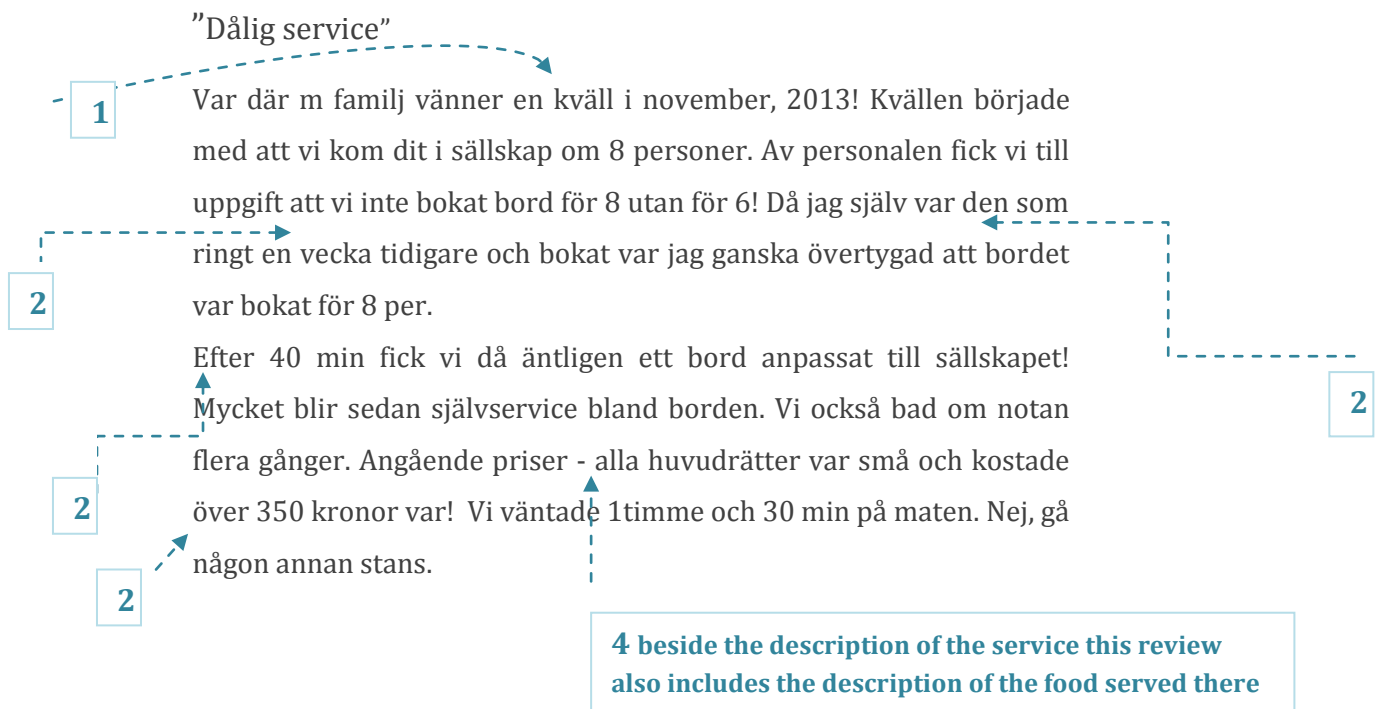 ”Dålig service”
1
Var där m familj vänner en kväll i november, 2013! Kvällen började
med att vi kom dit i sällskap om 8 personer. Av personalen fick vi till
uppgift att vi inte bokat bord för 8 utan för 6! Då jag själv var den som
ringt en vecka tidigare och bokat var jag ganska övertygad att bordet
2
var bokat för 8 per.
Efter 40 min fick vi då äntligen ett bord anpassat till sällskapet!
2
Mycket blir sedan självservice bland borden. Vi också bad om notan
flera gånger. Angående priser - alla huvudrätter var små och kostade
2
över 350 kronor var!  Vi väntade 1timme och 30 min på maten. Nej, gå
någon annan stans.
2
4 beside the description of the service this review
also includes the description of the food served there